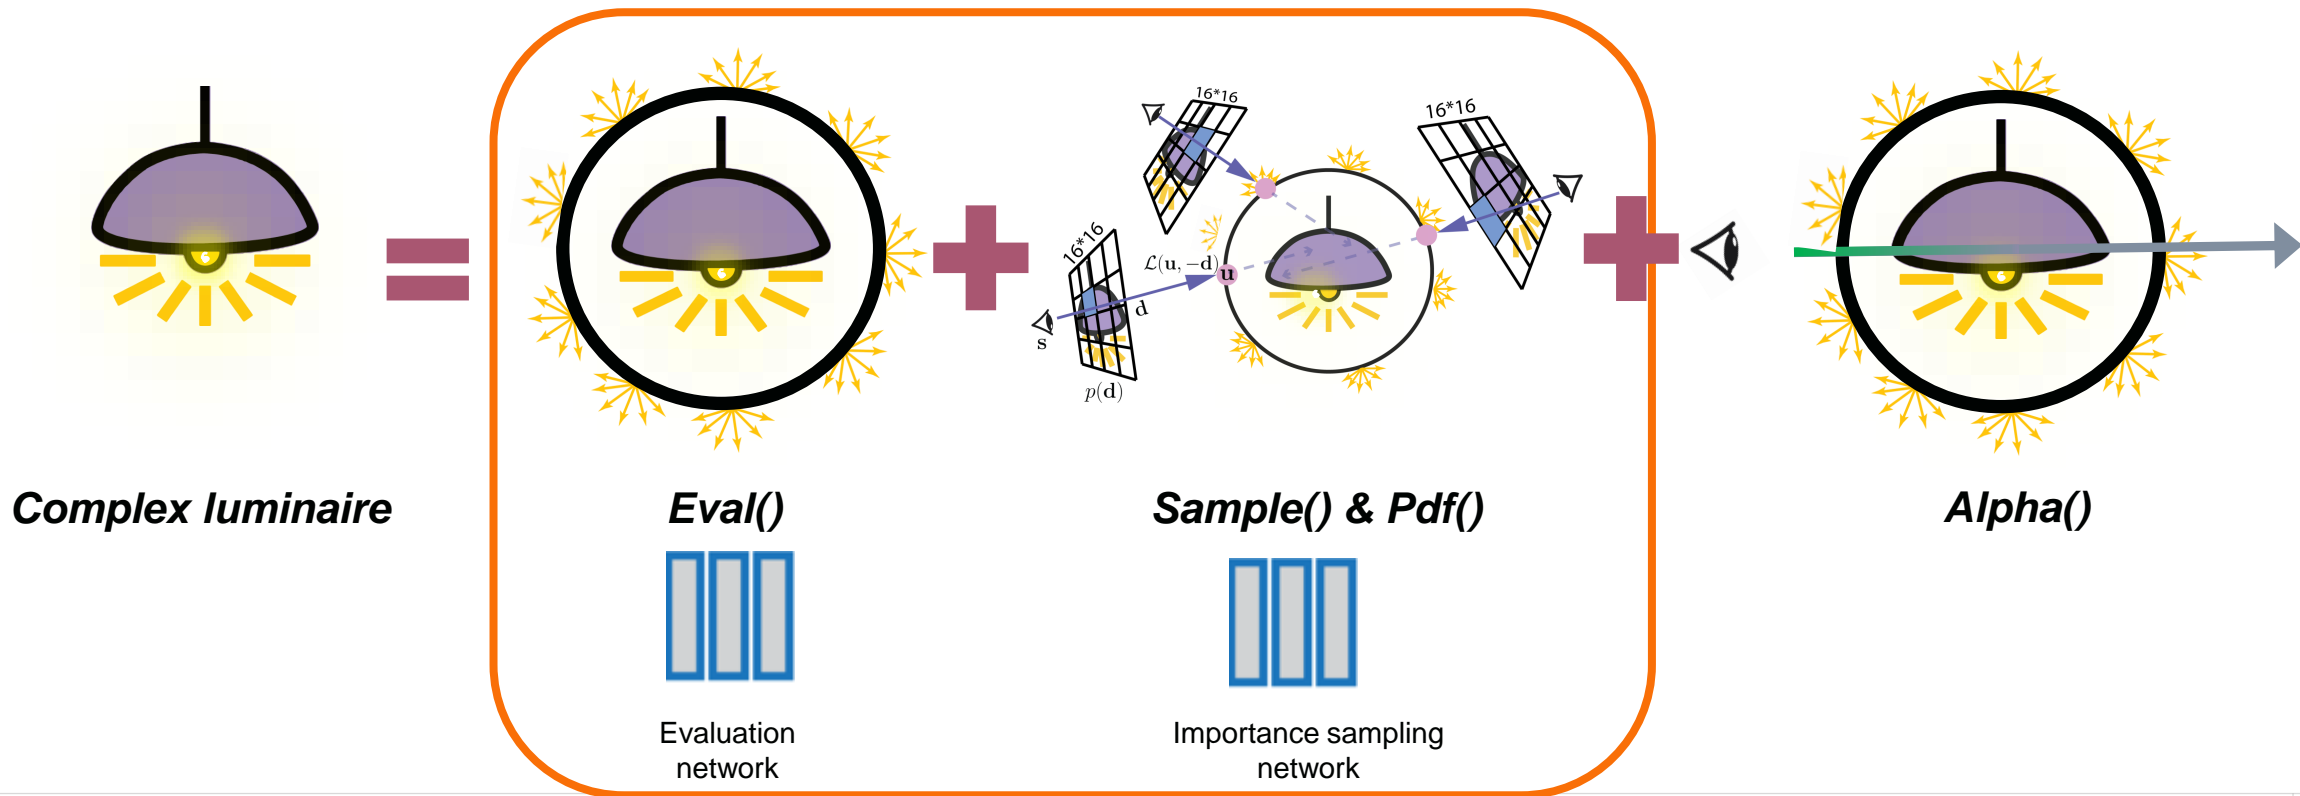 16*16
16*16
16*16
ℒ(u, −d)
u
d
s
p(d)
Complex luminaire
Eval()
Sample() & Pdf()
Alpha()
Evaluation
network
Importance sampling
network